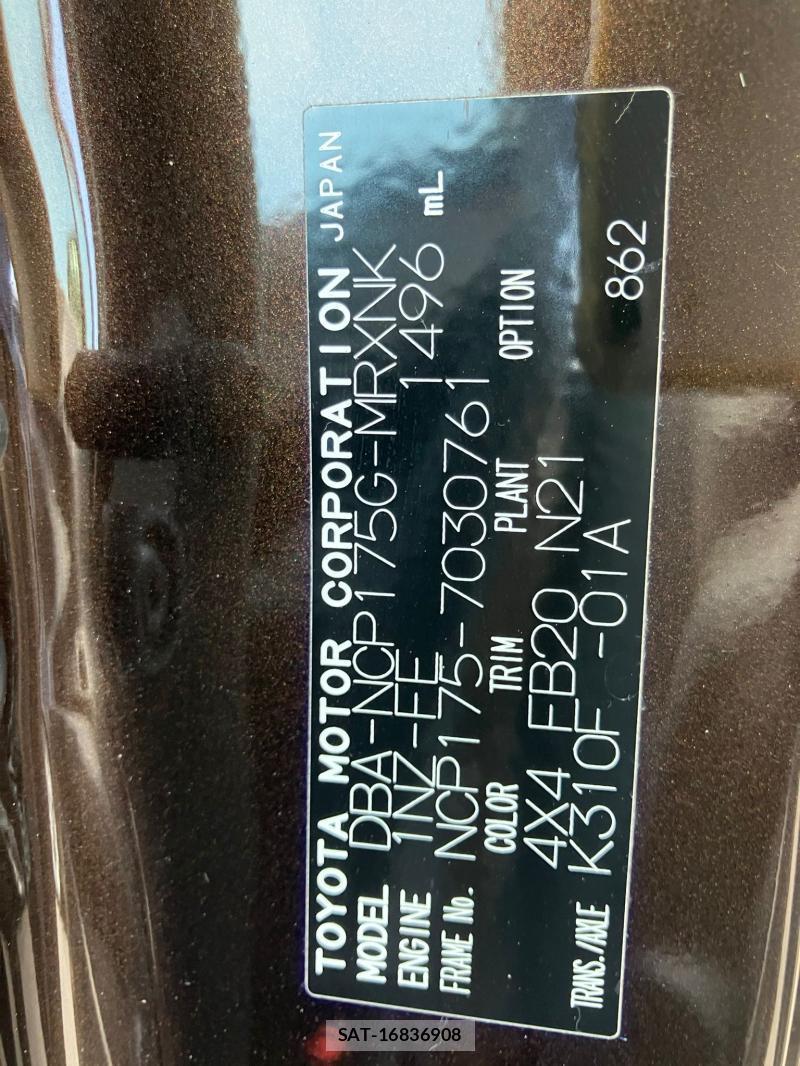 TOYOTA MOTOR CORPORATION JAPAN
MODEL DBA-NCP175G-MRXNK
ENGINE 1NZ-FE 1496 mL
FRAME No. NCP175-7030761
COLOR TRIM PLANT OPTION
4X4 FB20 N21
TRANS./AXLE K310F -01A 862
SAT-16836908